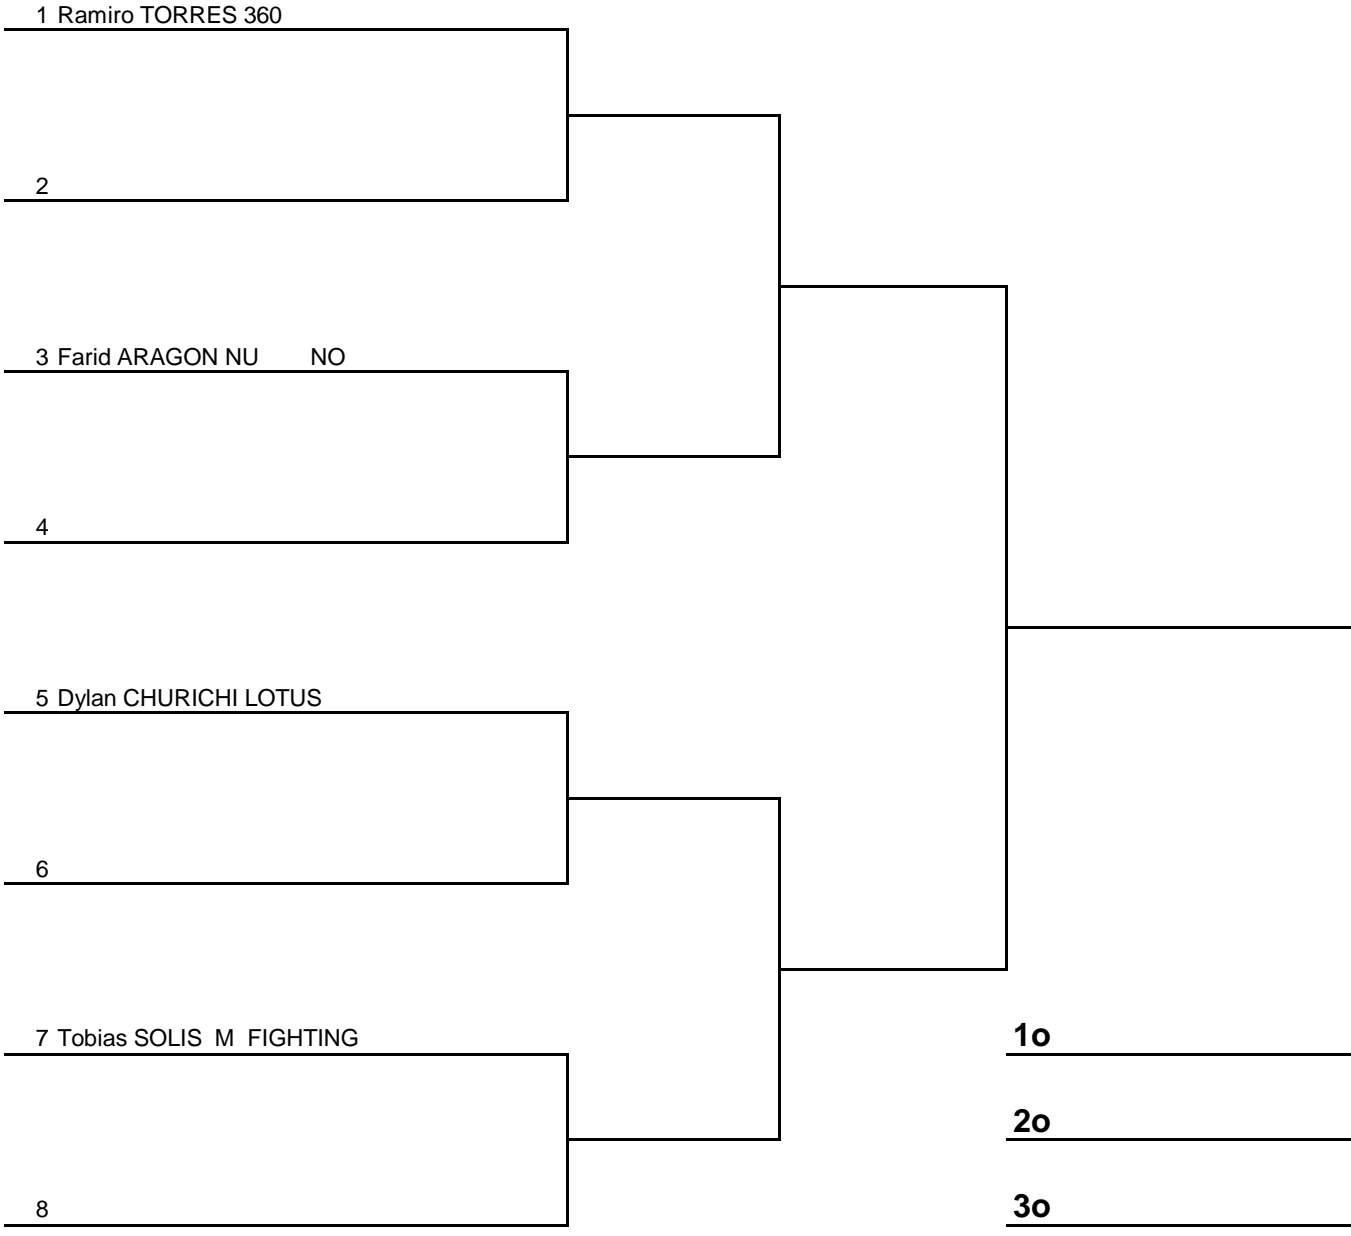 1 Ramiro TORRES 360
2
3 Farid ARAGON NU NO
4
5 Dylan CHURICHI LOTUS
6
7 Tobias SOLIS M FIGHTING
1o
2o
8
3o